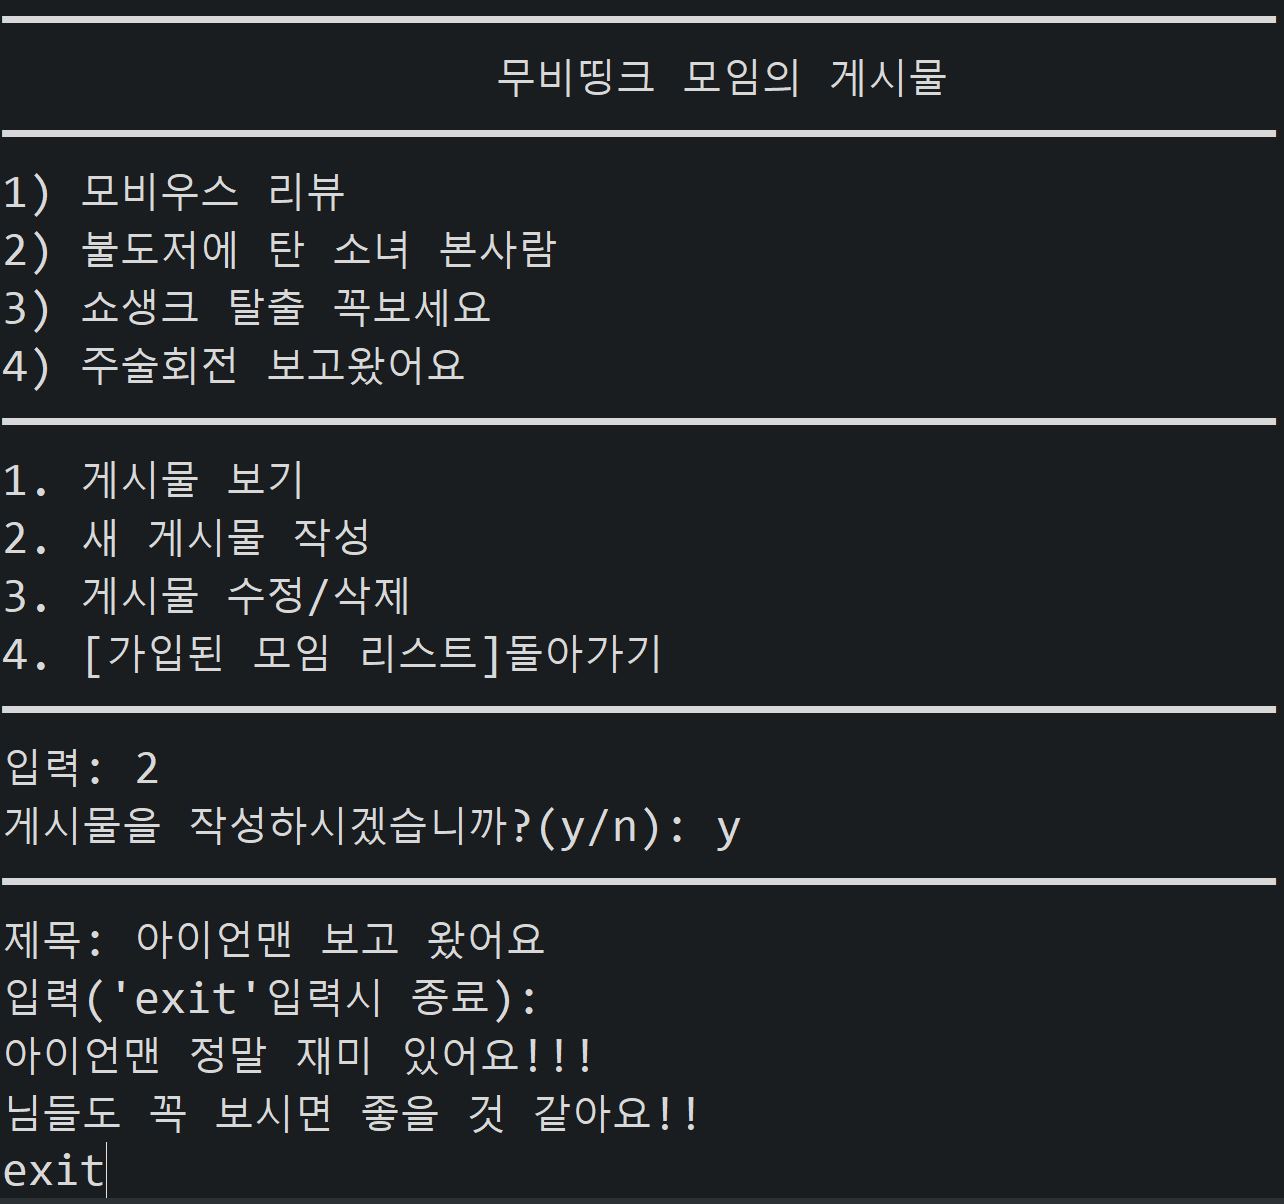 무비띵크 모임의 게시물
1) 모비우스 리뷰
2) 불도저에 탄 소녀 본사람
3) 쇼생크 탈출 꼭보세요
4) 주술회전 보고왔어요
1. 게시물 보기
2. 새 게시물 작성
3. 게시물 수정/삭제
4. [가입된 모임 리스트]돌아가기
입력: 2
게시물을 작성하시겠습니까?(y/n): y
제목: 아이언맨 보고 왔어요
입력('exit'입력시 종료):
아이언맨 정말 재미 있어요!!!
님들도 꼭 보시면 좋을 것 같아요!!
exit